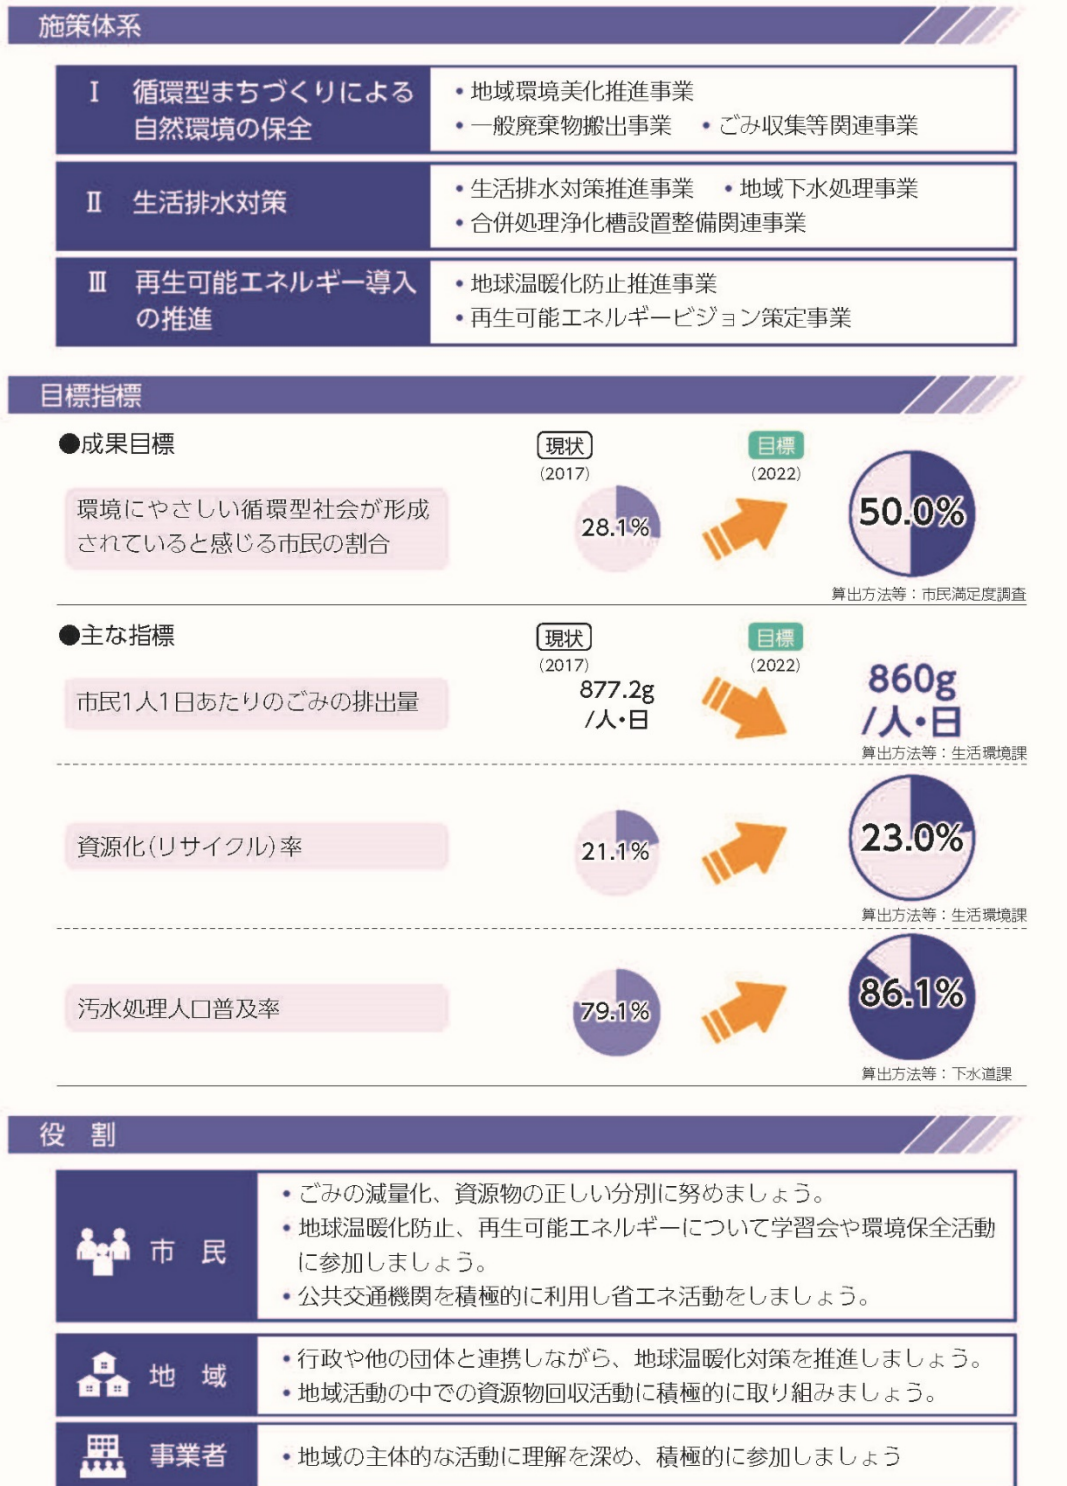 施策体系
Ⅰ 循環型まちづくりによる
自然環境の保全
•地域環境美化推進事業
•一般廃棄物搬出事業 •ごみ収集等関連事業
Ⅱ 生活排水対策
•生活排水対策推進事業 •地域下水処理事業
•合併処理浄化槽設置整備関連事業
Ⅲ 再生可能エネルギー導入
の推進
•地球温暖化防止推進事業
•再生可能エネルギービジョン策定事業
目標指標
●成果目標
現状
(2017)
目標
(2022)
環境にやさしい循環型社会が形成
されていると感じる市民の割合
28.1%
50.0%
算出方法等：市民満足度調査
●主な指標
現状
(2017)
目標
(2022)
市民1人1日あたりのごみの排出量
877.2g
/人•日
860g
/人•日
算出方法等：生活環境課
資源化(リサイクル)率
21.1%
23.0%
算出方法等：生活環境課
汚水処理人口普及率
79.1%
86.1%
算出方法等：下水道課
役 割
市 民
•ごみの減量化、資源物の正しい分別に努めましょう。
•地球温暖化防止、再生可能エネルギーについて学習会や環境保全活動
に参加しましょう。
•公共交通機関を積極的に利用し省エネ活動をしましょう。
地 域
•行政や他の団体と連携しながら、地球温暖化対策を推進しましょう。
•地域活動の中での資源物回収活動に積極的に取り組みましょう。
事業者
•地域の主体的な活動に理解を深め、積極的に参加しましょう